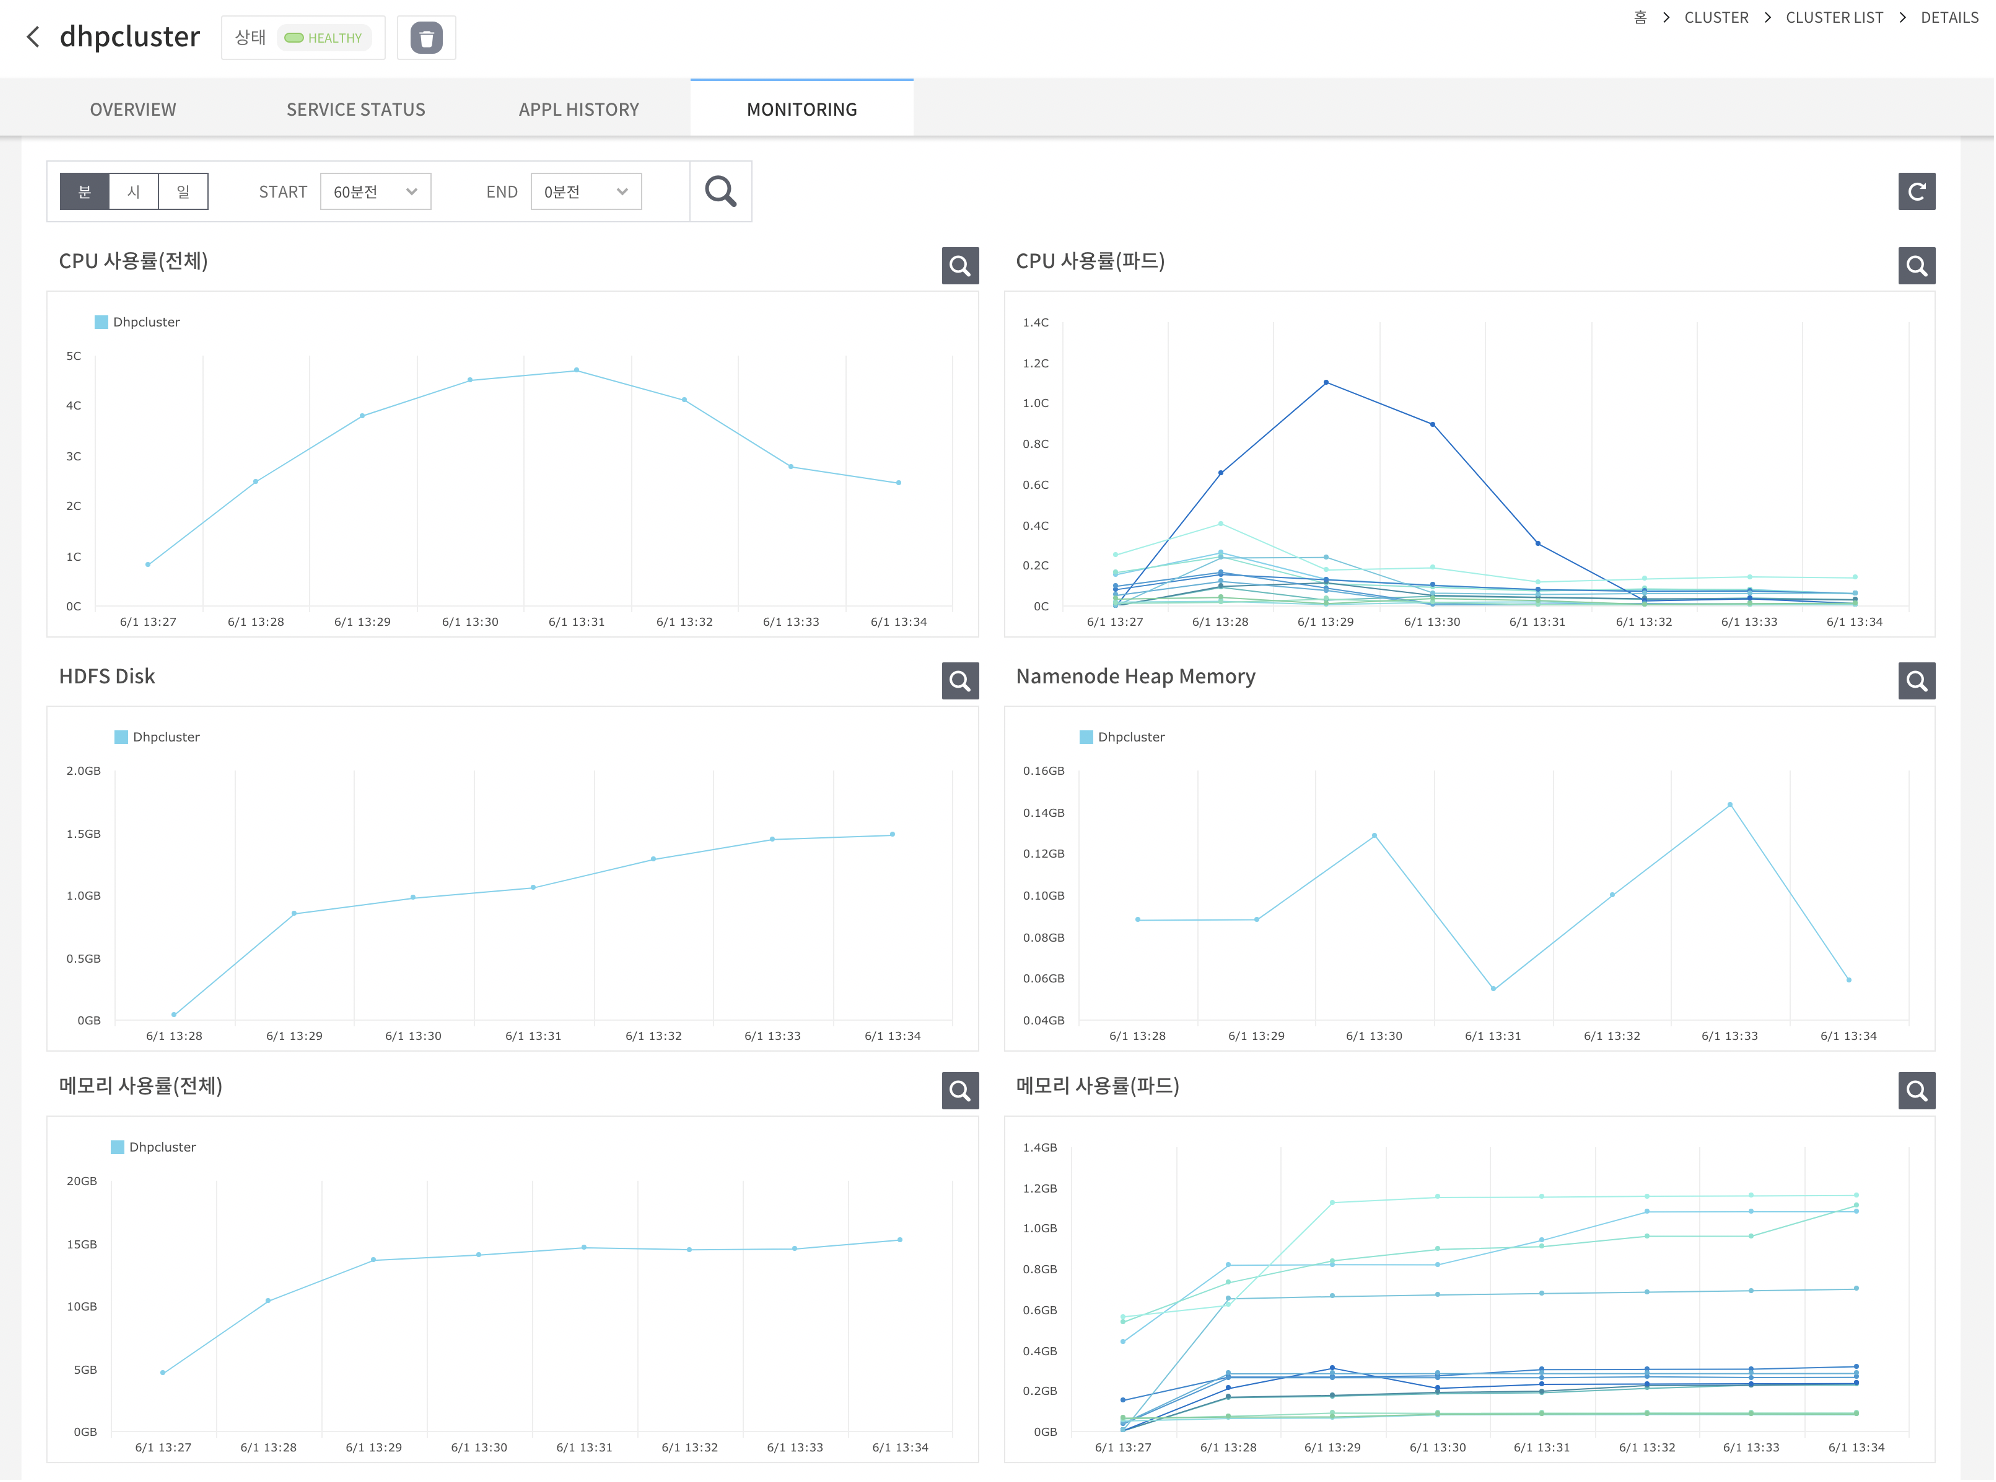 dhpcluster 상태 HEALTHY
홈 > CLUSTER > CLUSTER LIST > DETAILS
OVERVIEW SERVICE STATUS APPL HISTORY MONITORING
분 시 일 START 60분전 END 0분전
CPU 사용률(전체)
Dhpcluster
5C
4C
3C
2C
1C
0C
6/1 13:27 6/1 13:28 6/1 13:29 6/1 13:30 6/1 13:31 6/1 13:32 6/1 13:33 6/1 13:34
CPU 사용률(파드)
1.4C
1.2C
1.0C
0.8C
0.6C
0.4C
0.2C
0C
6/1 13:27 6/1 13:28 6/1 13:29 6/1 13:30 6/1 13:31 6/1 13:32 6/1 13:33 6/1 13:34
HDFS Disk
Dhpcluster
2.0GB
1.5GB
1.0GB
0.5GB
0GB
6/1 13:28 6/1 13:29 6/1 13:30 6/1 13:31 6/1 13:32 6/1 13:33 6/1 13:34
Namenode Heap Memory
Dhpcluster
0.16GB
0.14GB
0.12GB
0.10GB
0.08GB
0.06GB
0.04GB
6/1 13:28 6/1 13:29 6/1 13:30 6/1 13:31 6/1 13:32 6/1 13:33 6/1 13:34
메모리 사용률(전체)
Dhpcluster
20GB
15GB
10GB
5GB
0GB
6/1 13:27 6/1 13:28 6/1 13:29 6/1 13:30 6/1 13:31 6/1 13:32 6/1 13:33 6/1 13:34
메모리 사용률(파드)
1.4GB
1.2GB
1.0GB
0.8GB
0.6GB
0.4GB
0.2GB
0GB
6/1 13:27 6/1 13:28 6/1 13:29 6/1 13:30 6/1 13:31 6/1 13:32 6/1 13:33 6/1 13:34